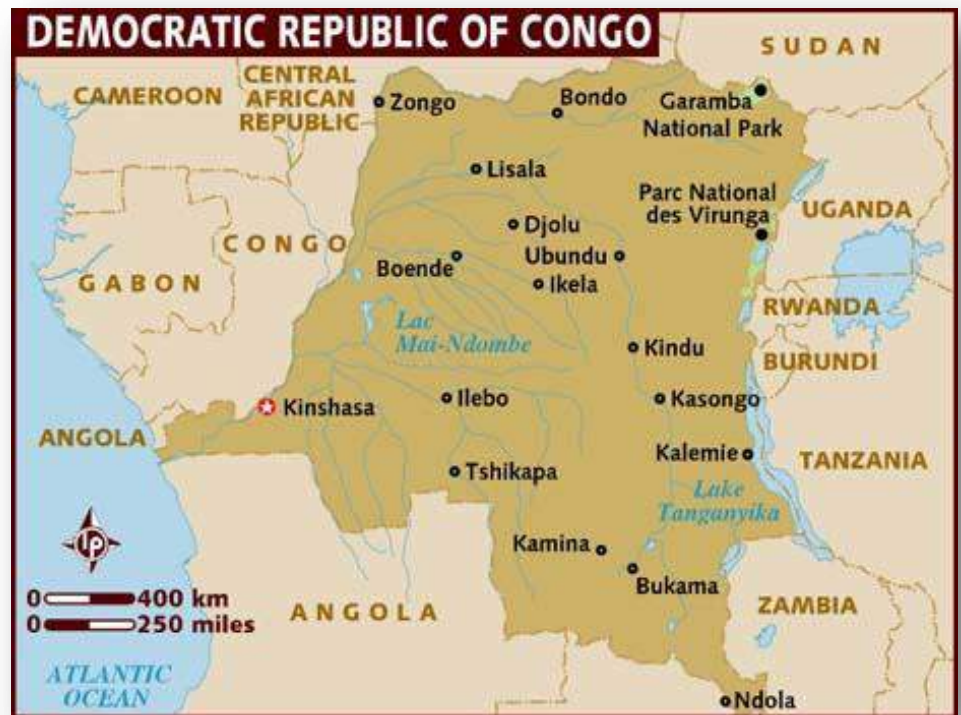 DEMOCRATIC REPUBLIC OF CONGO
SUDAN
CAMEROON
CENTRAL
AFRICAN
REPUBLIC
Zongo
Bondo
Garamba
National Park
Lisala
Parc National
des Virunga
UGANDA
Djolu
CONGO
Ubundu
Boende
Ikela
GABON
RWANDA
Lac
Mai-Ndombe
Kindu
BURUNDI
Kinshasa
Ilebo
Kasongo
ANGOLA
Kalemie
TANZANIA
Tshikapa
Lake
Tanganyika
LP
Kamina
Bukama
0 400 km
0 250 miles
ANGOLA
ZAMBIA
ATLANTIC
OCEAN
Ndola